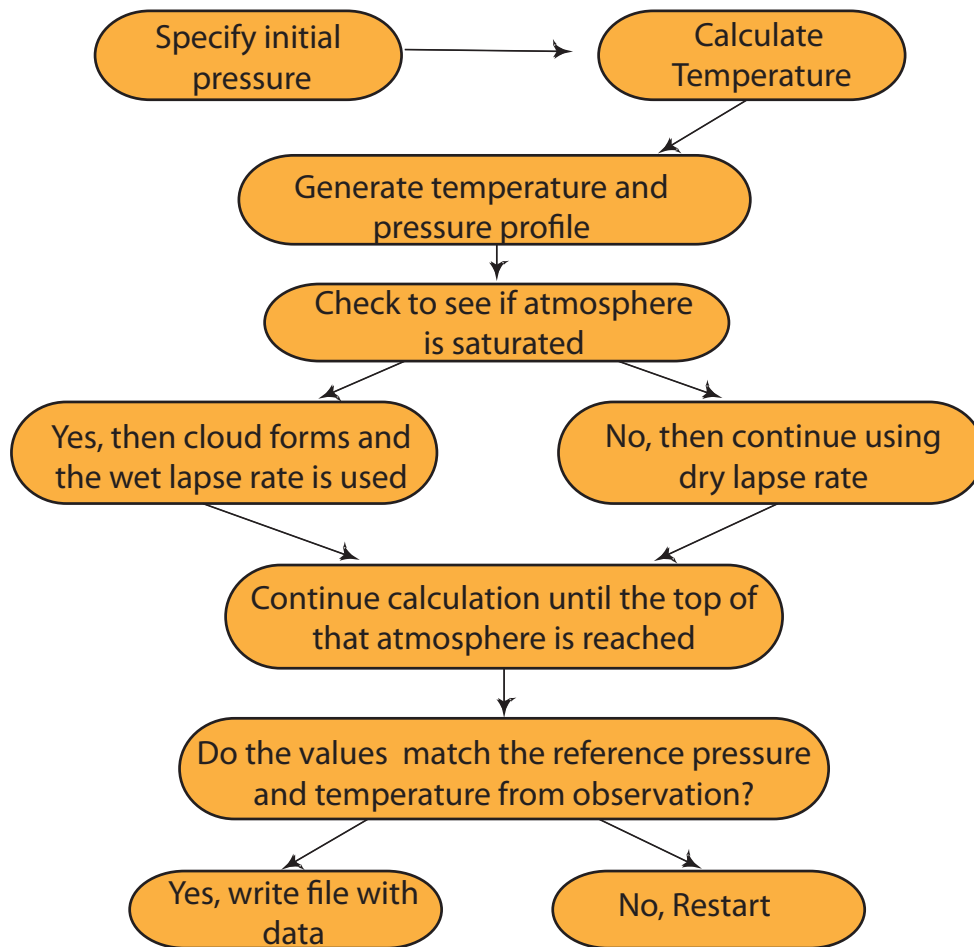 Specify initial
pressure
Calculate
Temperature
Generate temperature and
pressure profile
Check to see if atmosphere
is saturated
Yes, then cloud forms and
the wet lapse rate is used
No, then continue using
dry lapse rate
Continue calculation until the top of
that atmosphere is reached
Do the values match the reference pressure
and temperature from observation?
Yes, write file with
data
No, Restart